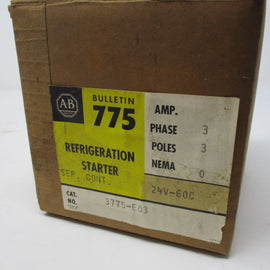 AB
BULLETIN
775
REFRIGERATION
STARTER
SEP. CONT.
AMP.
PHASE 3
POLES 3
NEMA 0
24V-60C
CAT.
NO. 3775-E03